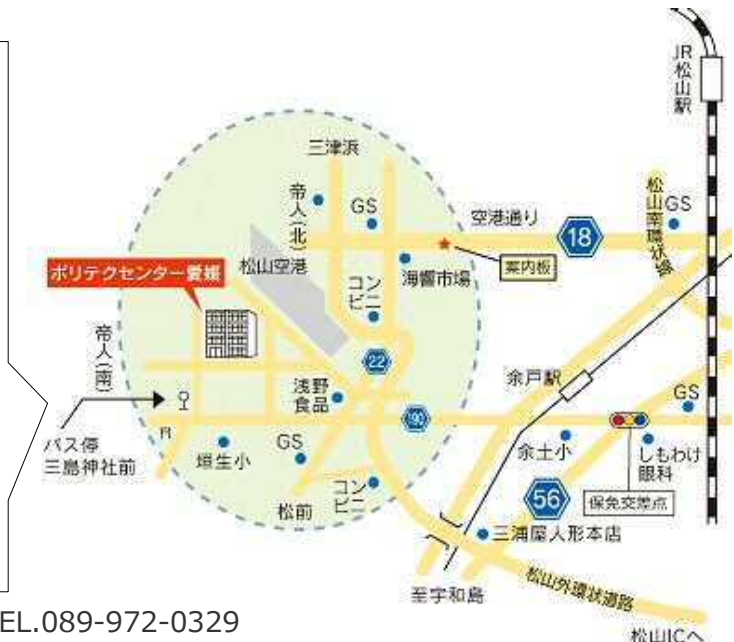 JR松山駅
三津浜
帝人(北)
GS
空港通り
18
松山南環状線
GS
松山空港
コン
ビニ
海響市場
案内板
ポリテクセンター愛媛
帝人(南)
22
余戸駅
浅野
食品
190
GS
バス停
三島神社前
垣生小
GS
余土小
しもわけ
眼科
松前
コン
ビニ
56
保免交差点
三浦屋人形本店
至宇和島
松山外環状道路
EL.089-972-0329
松山ICへ